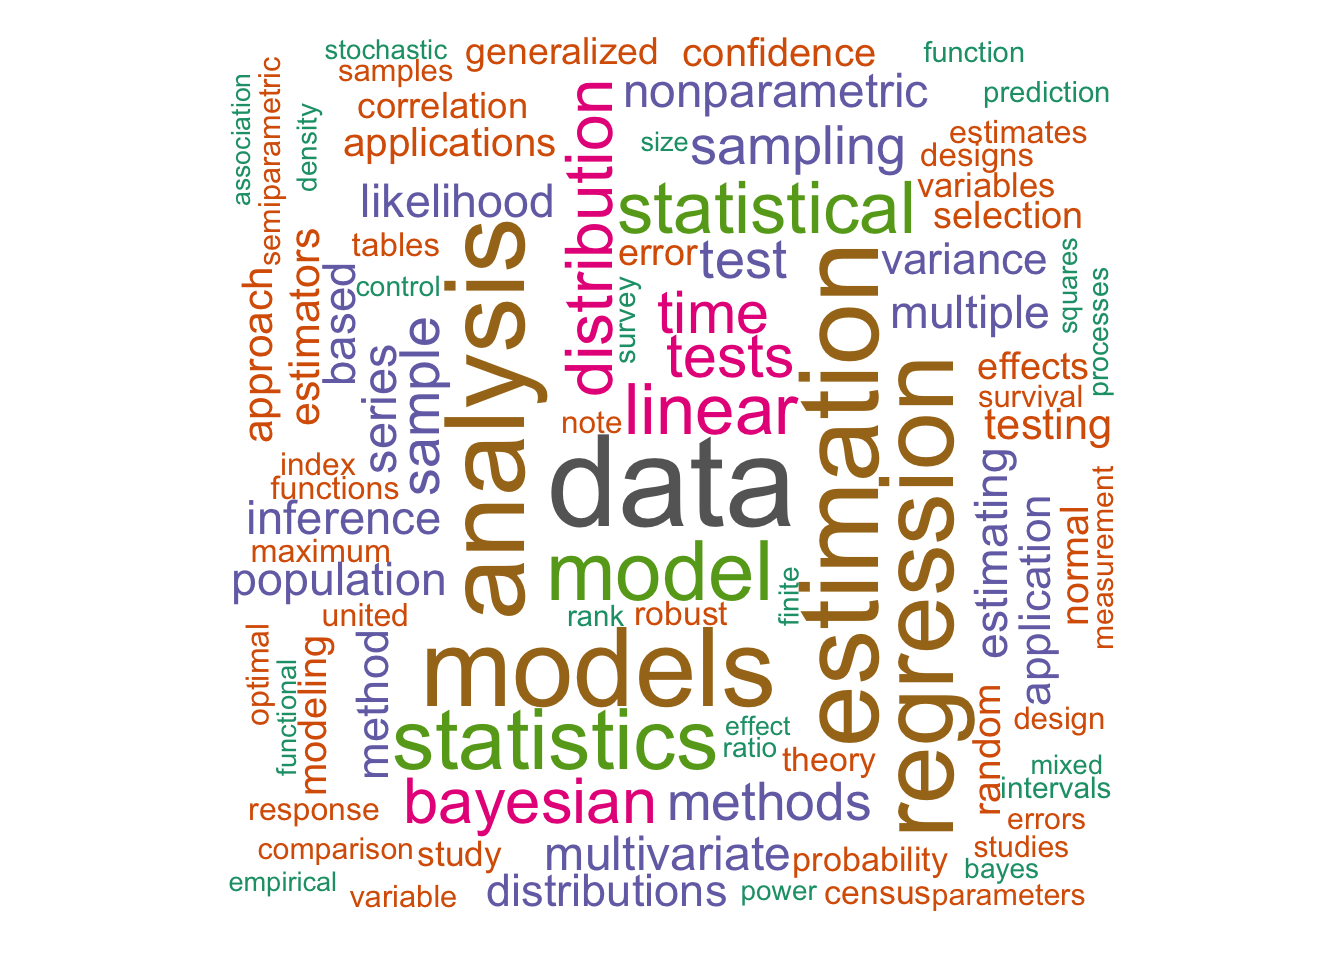 stochastic
generalized
confidence
function
samples
association
semiparametric
density
correlation
applications
distribution
nonparametric
prediction
size
sampling
estimates
designs
likelihood
statistical
variables
selection
tables
error
test
variance
approach
estimators
based
control
analysis
survey
time
estimation
multiple
squares
processes
series
sample
tests
effects
survival
linear
regression
note
testing
index
functions
data
inference
estimating
application
normal
measurement
maximum
population
model
finite
united
rank
robust
optimal
functional
modeling
method
models
statistics
effect
ratio
theory
random
design
mixed
intervals
response
bayesian
methods
errors
comparison
study
multivariate
probability
studies
bayes
empirical
variable
distributions
power
census
parameters